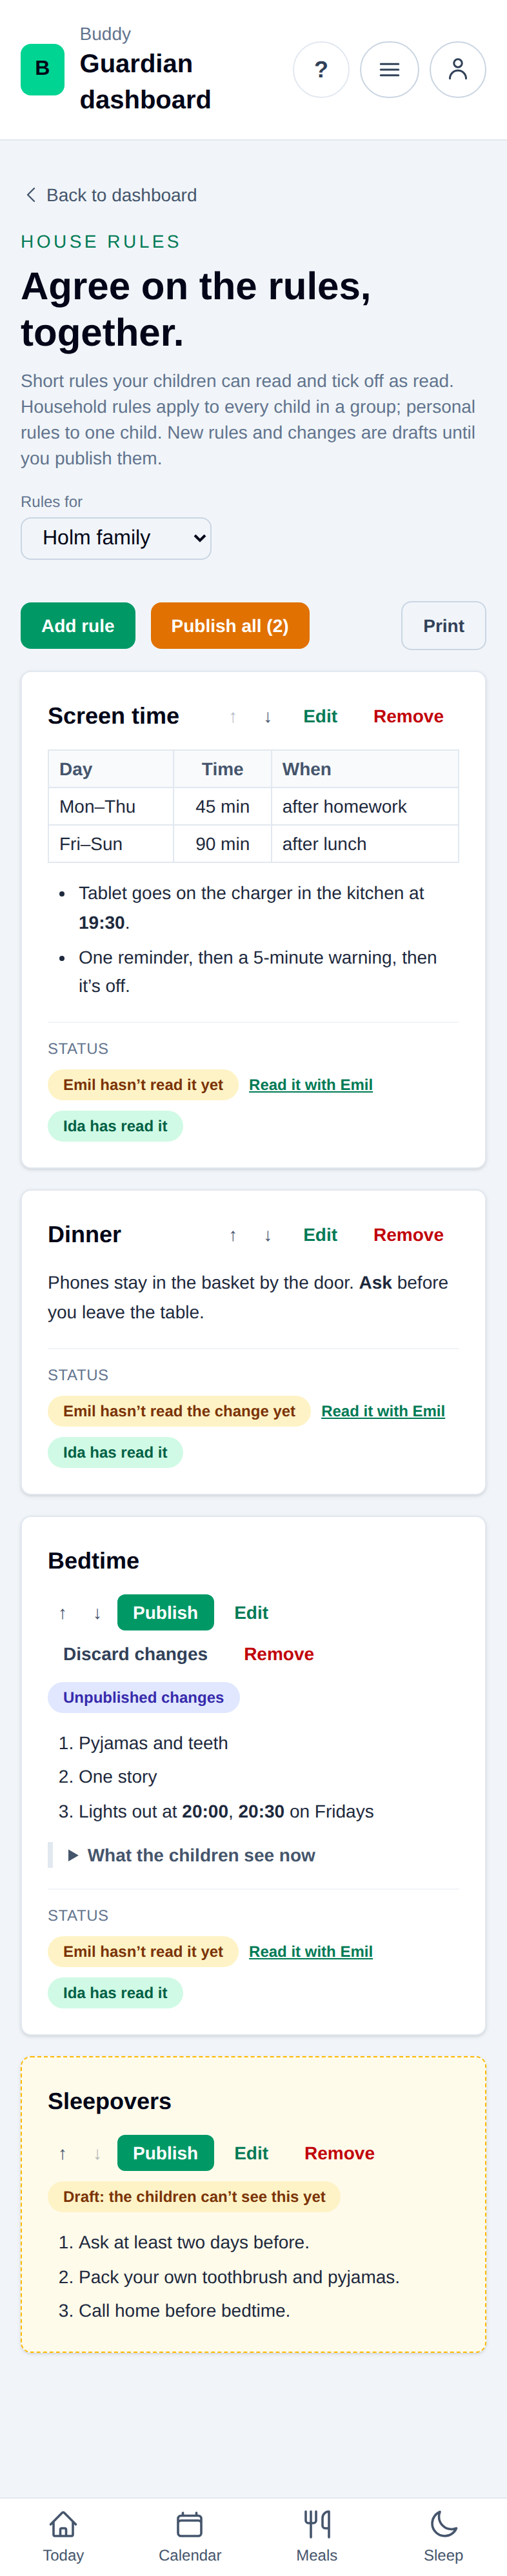 B
Buddy
Guardian
dashboard
?
Back to dashboard
HOUSE RULES
Agree on the rules,
together.
Short rules your children can read and tick off as read.
Household rules apply to every child in a group; personal
rules to one child. New rules and changes are drafts until
you publish them.
Rules for
Holm family
Add rule Publish all (2) Print
Screen time ↑ ↓ Edit Remove
Day Time When
Mon–Thu 45 min after homework
Fri–Sun 90 min after lunch
• Tablet goes on the charger in the kitchen at
19:30.
• One reminder, then a 5-minute warning, then
it’s off.
STATUS
Emil hasn’t read it yet Read it with Emil
Ida has read it
Dinner ↑ ↓ Edit Remove
Phones stay in the basket by the door. Ask before
you leave the table.
STATUS
Emil hasn’t read the change yet Read it with Emil
Ida has read it
Bedtime
↑ ↓ Publish Edit
Discard changes Remove
Unpublished changes
1. Pyjamas and teeth
2. One story
3. Lights out at 20:00, 20:30 on Fridays
▶ What the children see now
STATUS
Emil hasn’t read it yet Read it with Emil
Ida has read it
Sleepovers
↑ ↓ Publish Edit Remove
Draft: the children can’t see this yet
1. Ask at least two days before.
2. Pack your own toothbrush and pyjamas.
3. Call home before bedtime.
Today Calendar Meals Sleep